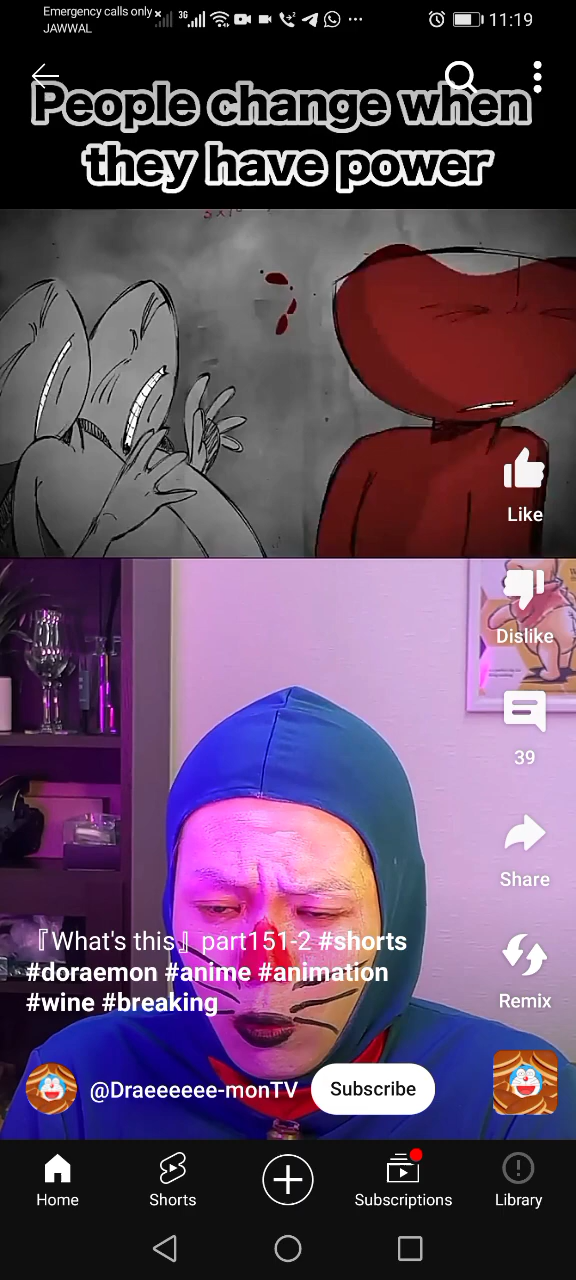 Emergency calls only
JAWWAL
3G
11:19
People change when
they have power
Like
Dislike
39
Share
『What's this』part151-2 #shorts
#doraemon #anime #animation
#wine #breaking
Remix
@Draeeeeee-monTV
Subscribe
Home
Shorts
Subscriptions
Library